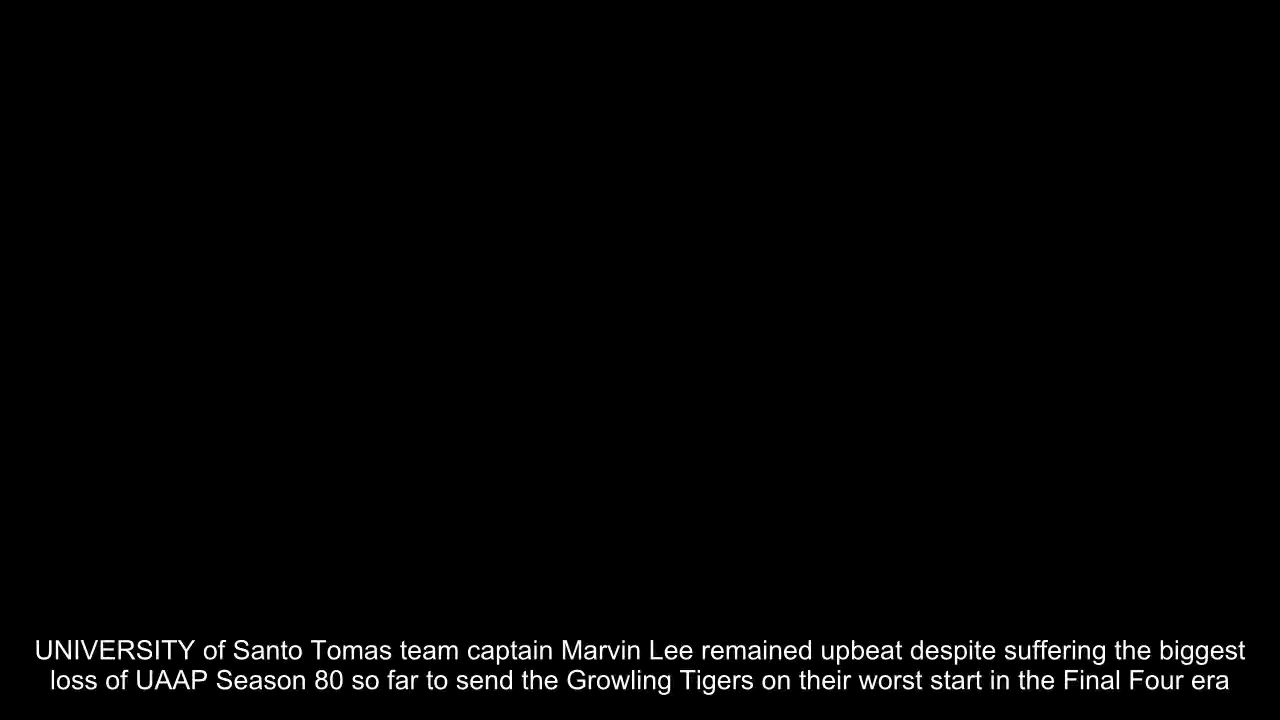 UNIVERSITY of Santo Tomas team captain Marvin Lee remained upbeat despite suffering the biggest
loss of UAAP Season 80 so far to send the Growling Tigers on their worst start in the Final Four era